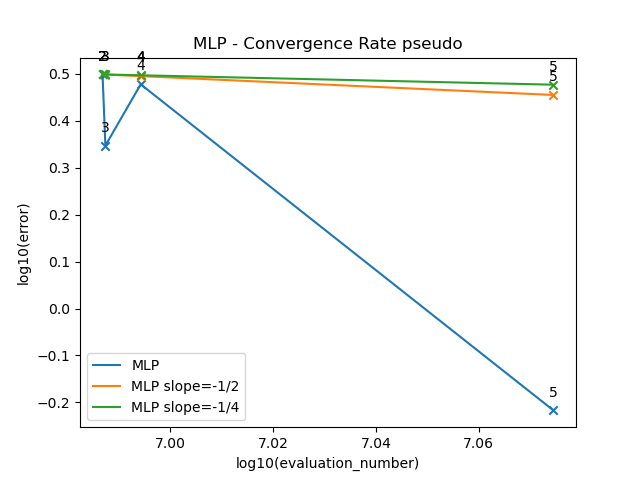 MLP - Convergence Rate pseudo
2
3
4
5
5
4
3
5
0.5
0.4
0.3
0.2
0.1
0.0
−0.1
−0.2
log10(error)
MLP
MLP slope=-1/2
MLP slope=-1/4
7.00 7.02 7.04 7.06
log10(evaluation_number)